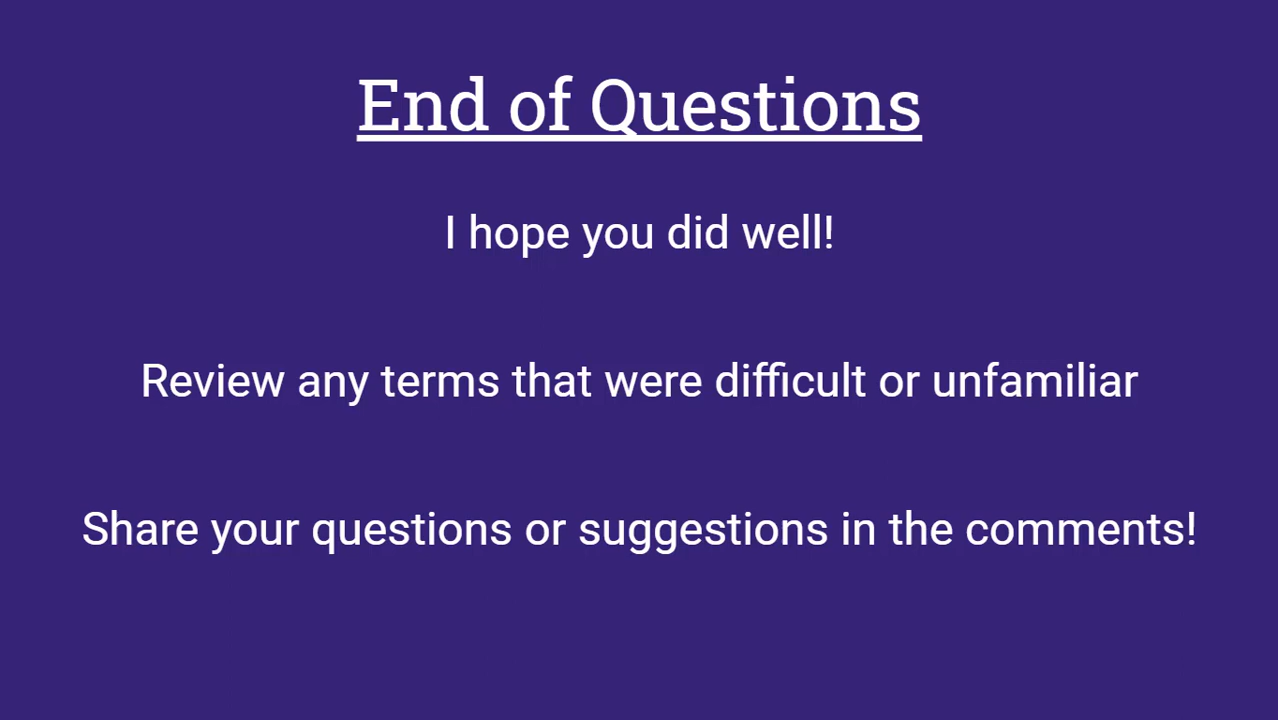 End of Questions
I hope you did well!
Review any terms that were difficult or unfamiliar
Share your questions or suggestions in the comments!